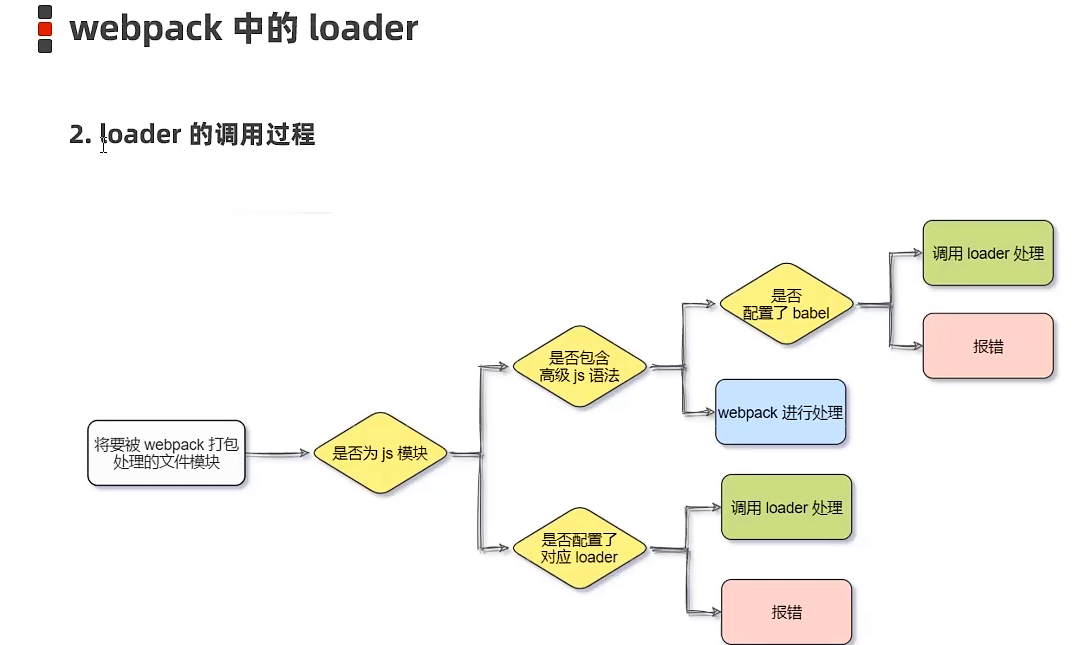 webpack 中的 loader
2. loader 的调用过程
将要被 webpack 打包
处理的文件模块
是否为 js 模块
是否包含
高级 js 语法
是否
配置了 babel
调用 loader 处理
报错
webpack 进行处理
是否配置了
对应 loader
调用 loader 处理
报错